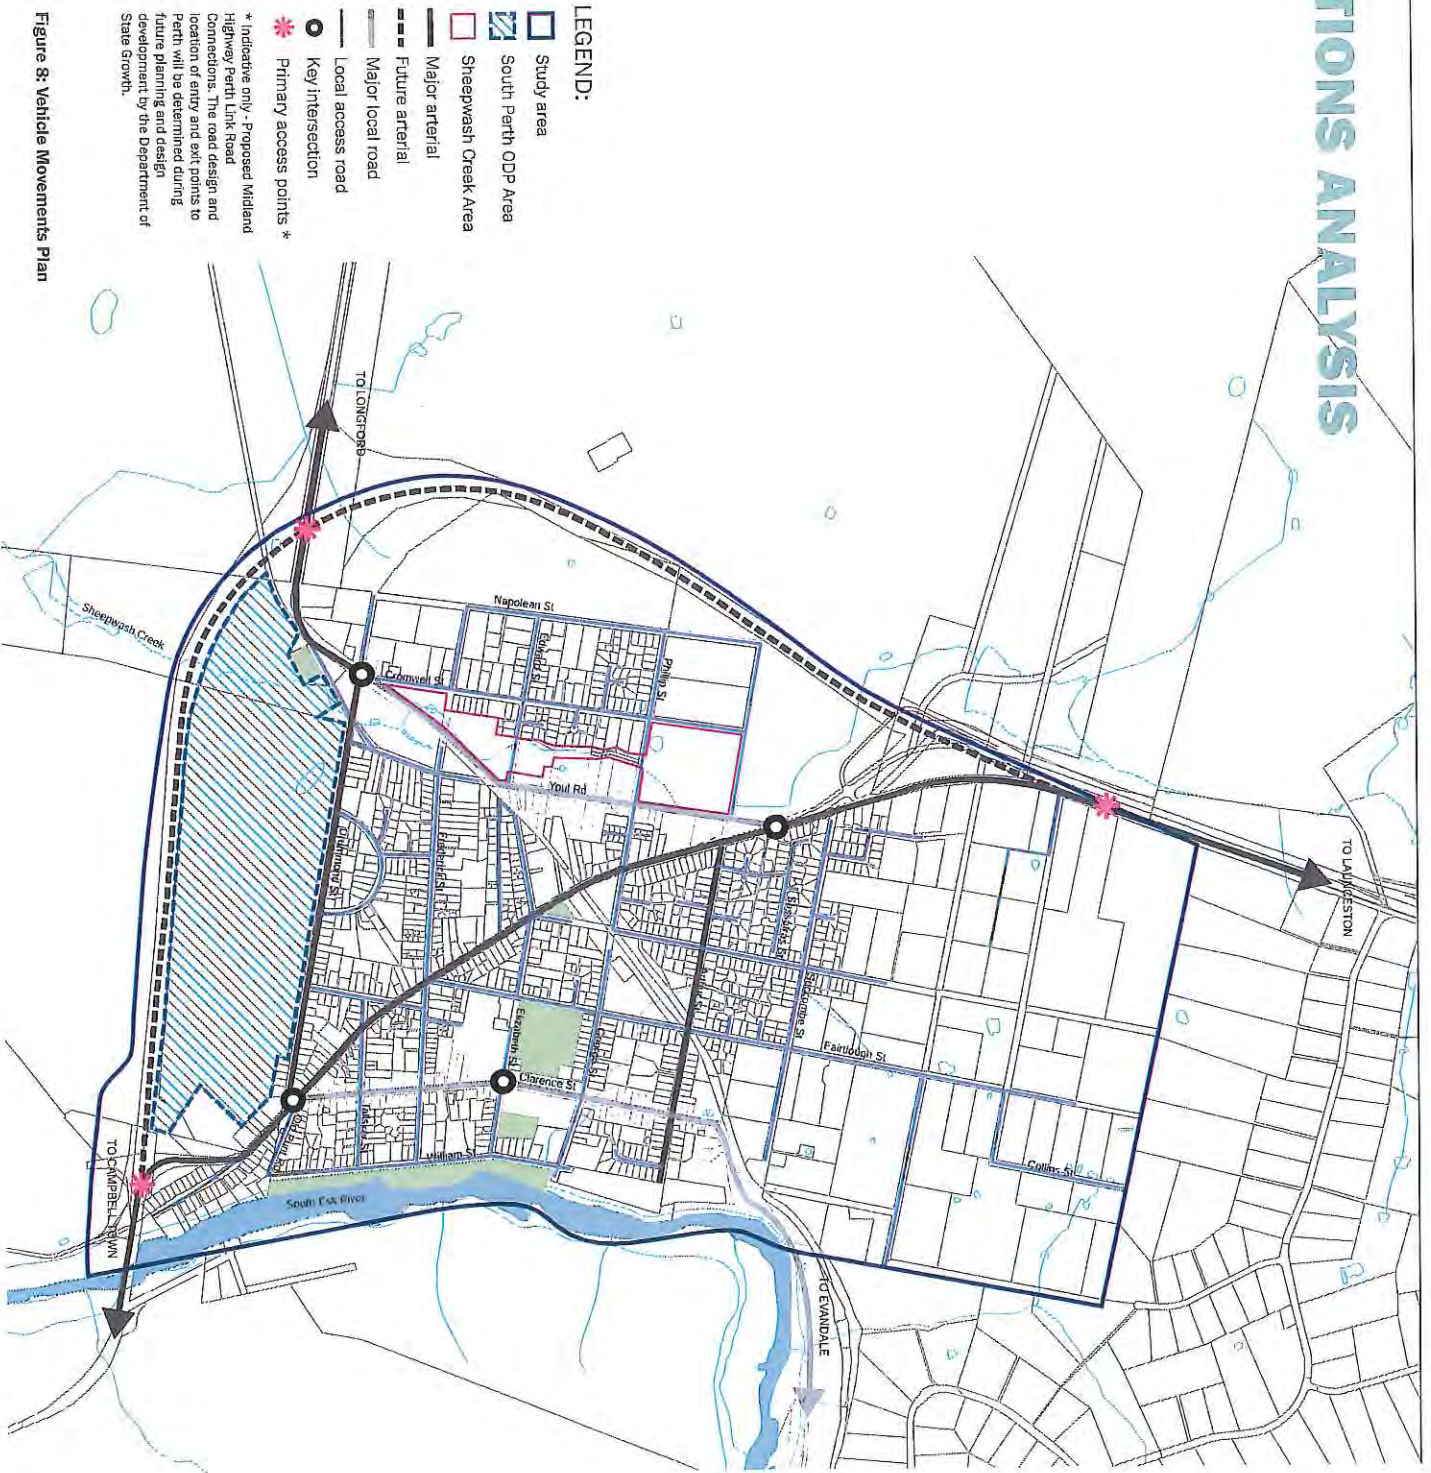 TIONS ANALYSIS
LEGEND:
Study area
South Perth ODP Area
Sheepwash Creek Area
Major arterial
Future arterial
Major local road
Local access road
Key intersection
Primary access points *
* Indicative only - Proposed Midland
Highway Perth Link Road
Connections. The road design and
location of entry and exit points to
Perth will be determined during
future planning and design
development by the Department of
State Growth.
Figure 8: Vehicle Movements Plan
TO LONGFORD
TO LAUNCESTON
TO EVANDALE
TO CAMPBELL TOWN
Sheepwash Creek
Napolean St
Edward St
Phillip St
Cromwell St
Youl Rd
Drummond St
Frederick St
Fairtlough St
Elizabeth St
Clarence St
William St
Collins St
South Esk River